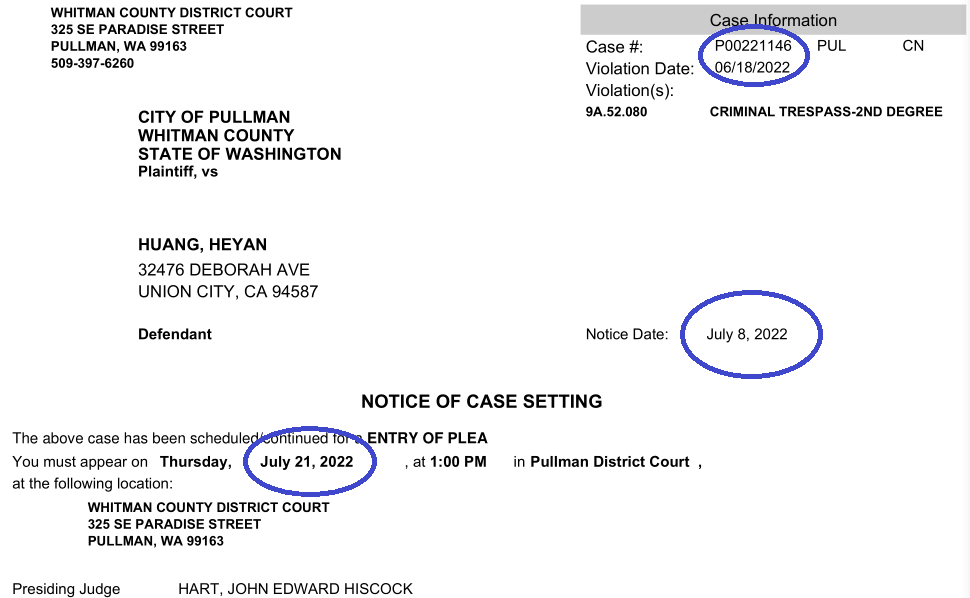 WHITMAN COUNTY DISTRICT COURT
325 SE PARADISE STREET
PULLMAN, WA 99163
509-397-6260
Case Information
Case #: P00221146 PUL CN
Violation Date: 06/18/2022
Violation(s):
9A.52.080 CRIMINAL TRESPASS-2ND DEGREE
CITY OF PULLMAN
WHITMAN COUNTY
STATE OF WASHINGTON
Plaintiff, vs
HUANG, HEYAN
32476 DEBORAH AVE
UNION CITY, CA 94587
Defendant
Notice Date: July 8, 2022
NOTICE OF CASE SETTING
The above case has been scheduled/continued for a ENTRY OF PLEA
You must appear on Thursday, July 21, 2022 , at 1:00 PM in Pullman District Court ,
at the following location:
WHITMAN COUNTY DISTRICT COURT
325 SE PARADISE STREET
PULLMAN, WA 99163
Presiding Judge HART, JOHN EDWARD HISCOCK